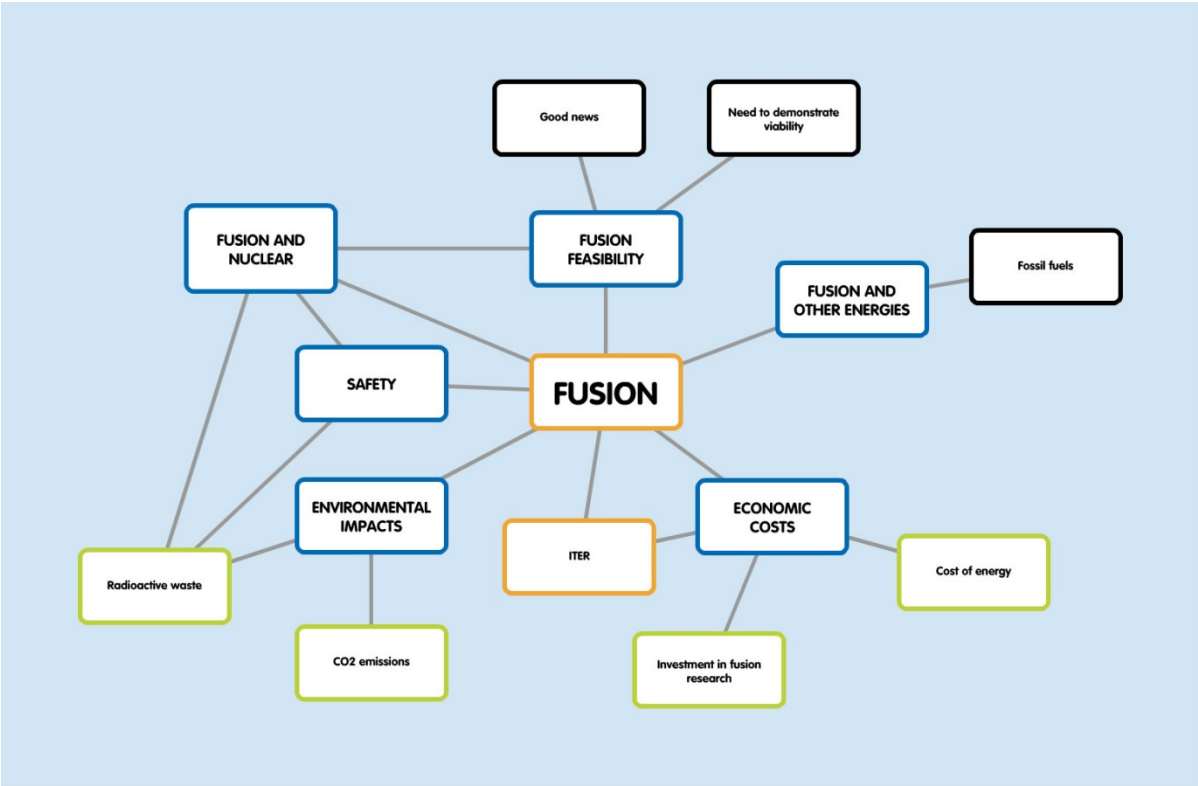 Good news
Need to demonstrate
viability
FUSION AND
NUCLEAR
FUSION
FEASIBILITY
Fossil fuels
FUSION AND
OTHER ENERGIES
SAFETY
FUSION
ENVIRONMENTAL
IMPACTS
ECONOMIC
COSTS
ITER
Cost of energy
Radioactive waste
CO2 emissions
Investment in fusion
research